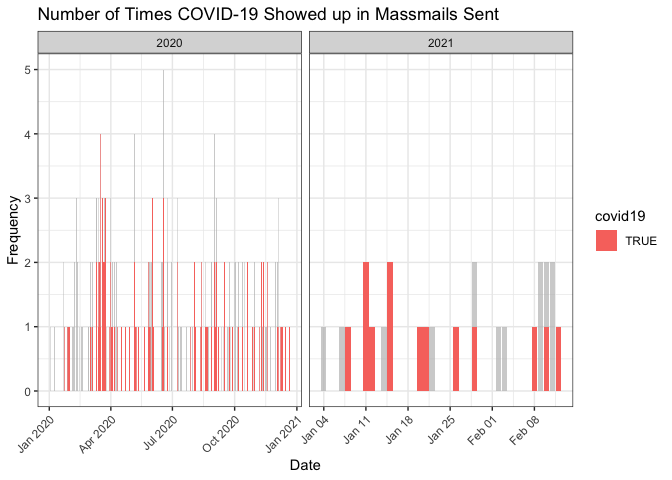 Number of Times COVID-19 Showed up in Massmails Sent
2020
2021
5
4
3
2
1
0
Frequency
Jan 2020
Apr 2020
Jul 2020
Oct 2020
Jan 2021
Jan 04
Jan 11
Jan 18
Jan 25
Feb 01
Feb 08
Date
covid19
TRUE